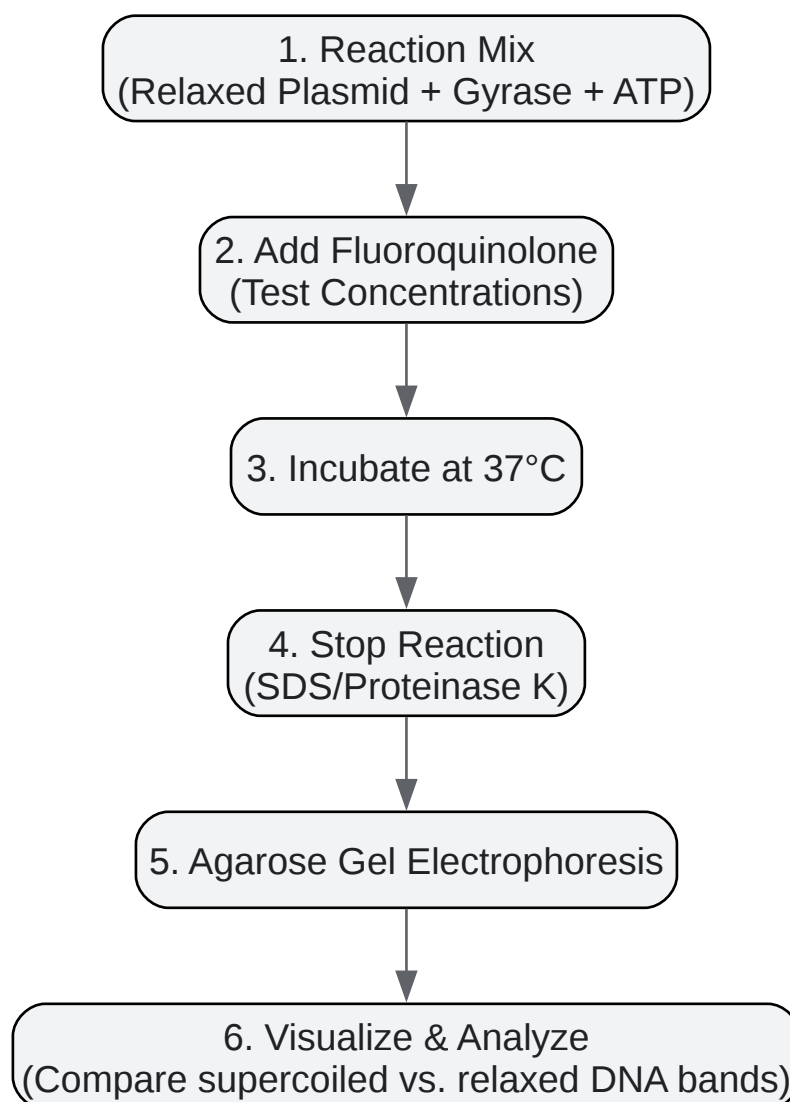 1. Reaction Mix
(Relaxed Plasmid + Gyrase + ATP)
2. Add Fluoroquinolone
(Test Concentrations)
3. Incubate at 37°C
4. Stop Reaction
(SDS/Proteinase K)
5. Agarose Gel Electrophoresis
6. Visualize & Analyze
(Compare supercoiled vs. relaxed DNA bands)